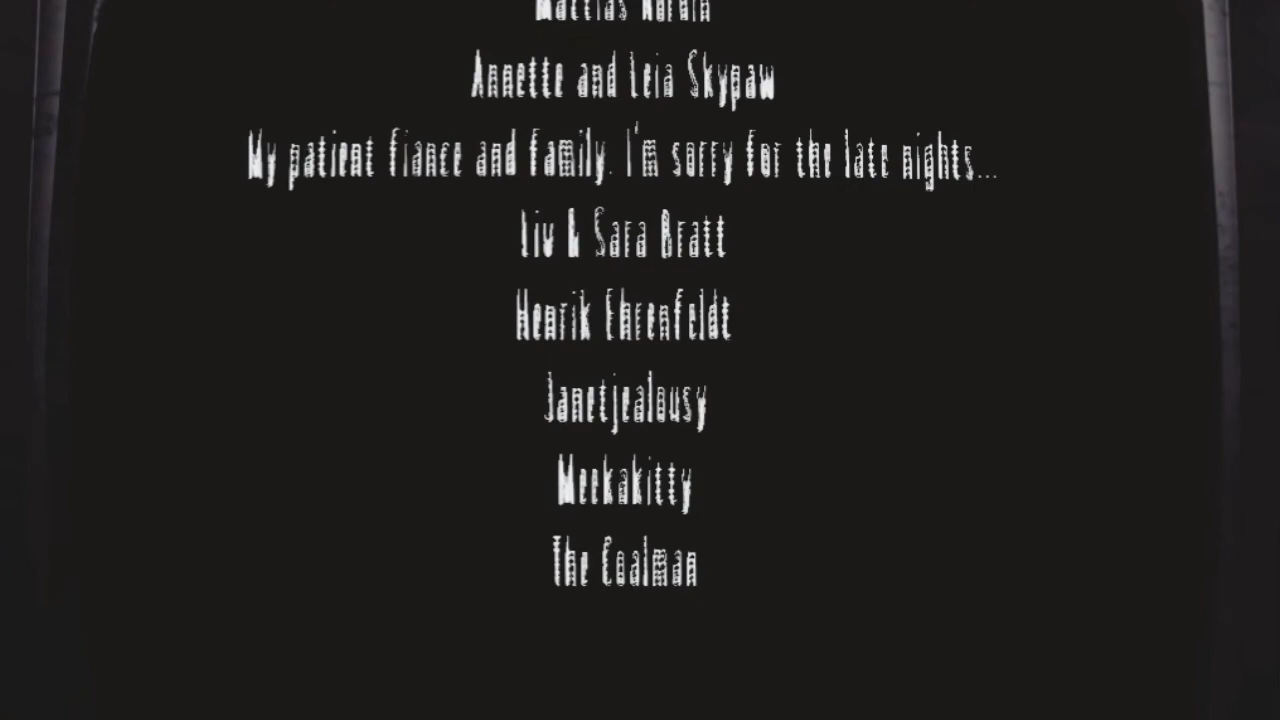 Mattias
Annette and Leia Skypaw
My patient fiance and family. I'm sorry for the late nights...
Liv & Sara Bratt
Henrik Ehrenfeldt
Janetjealousy
Meekakitty
The Coalman